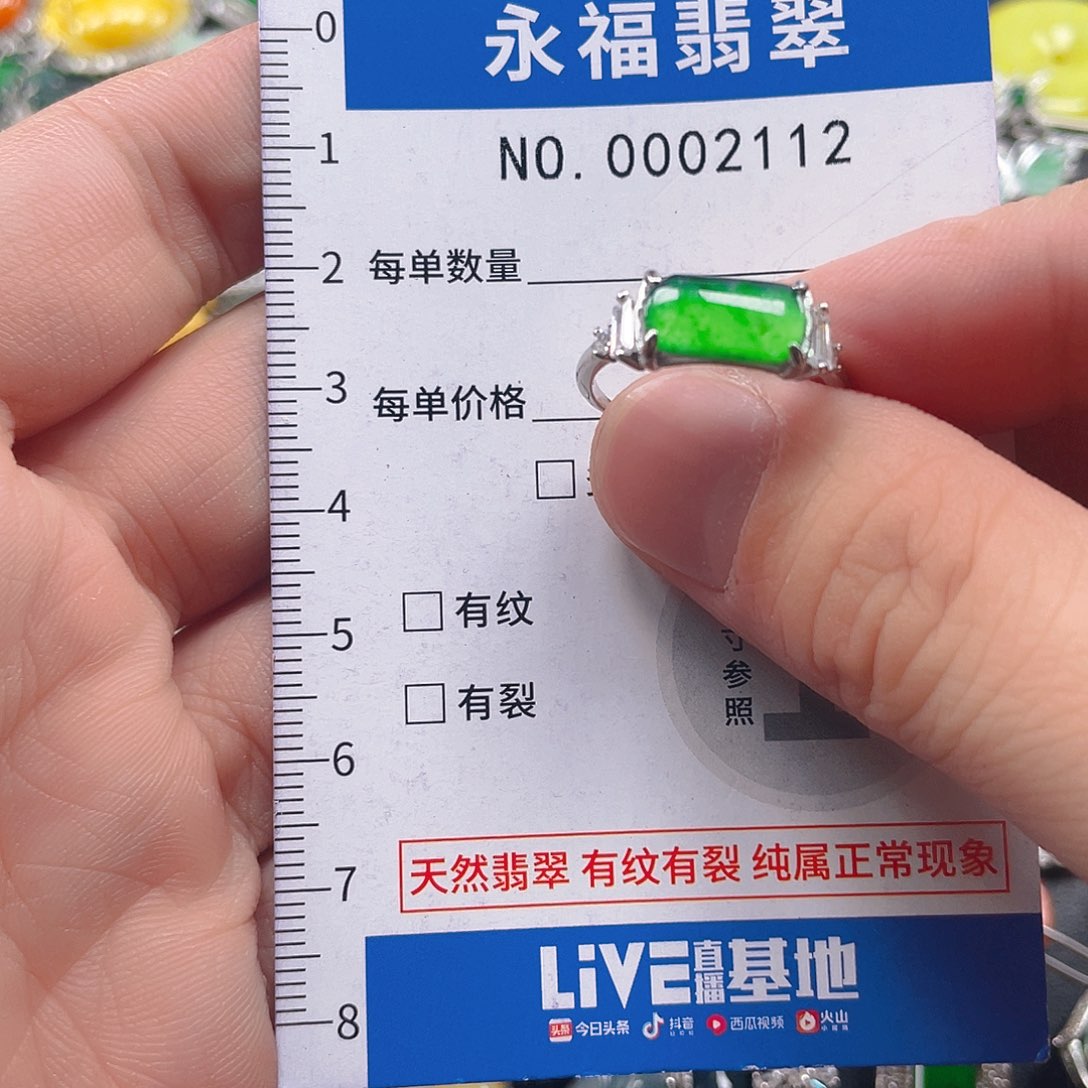 0
永福翡翠
NO. 0002112
1
2
每单数量
3
每单价格
4
5
有纹
有裂
寸参照
6
7
天然翡翠 有纹有裂 纯属正常现象
LiVE直播基地
头条 今日头条 抖音 西瓜视频 火山
8